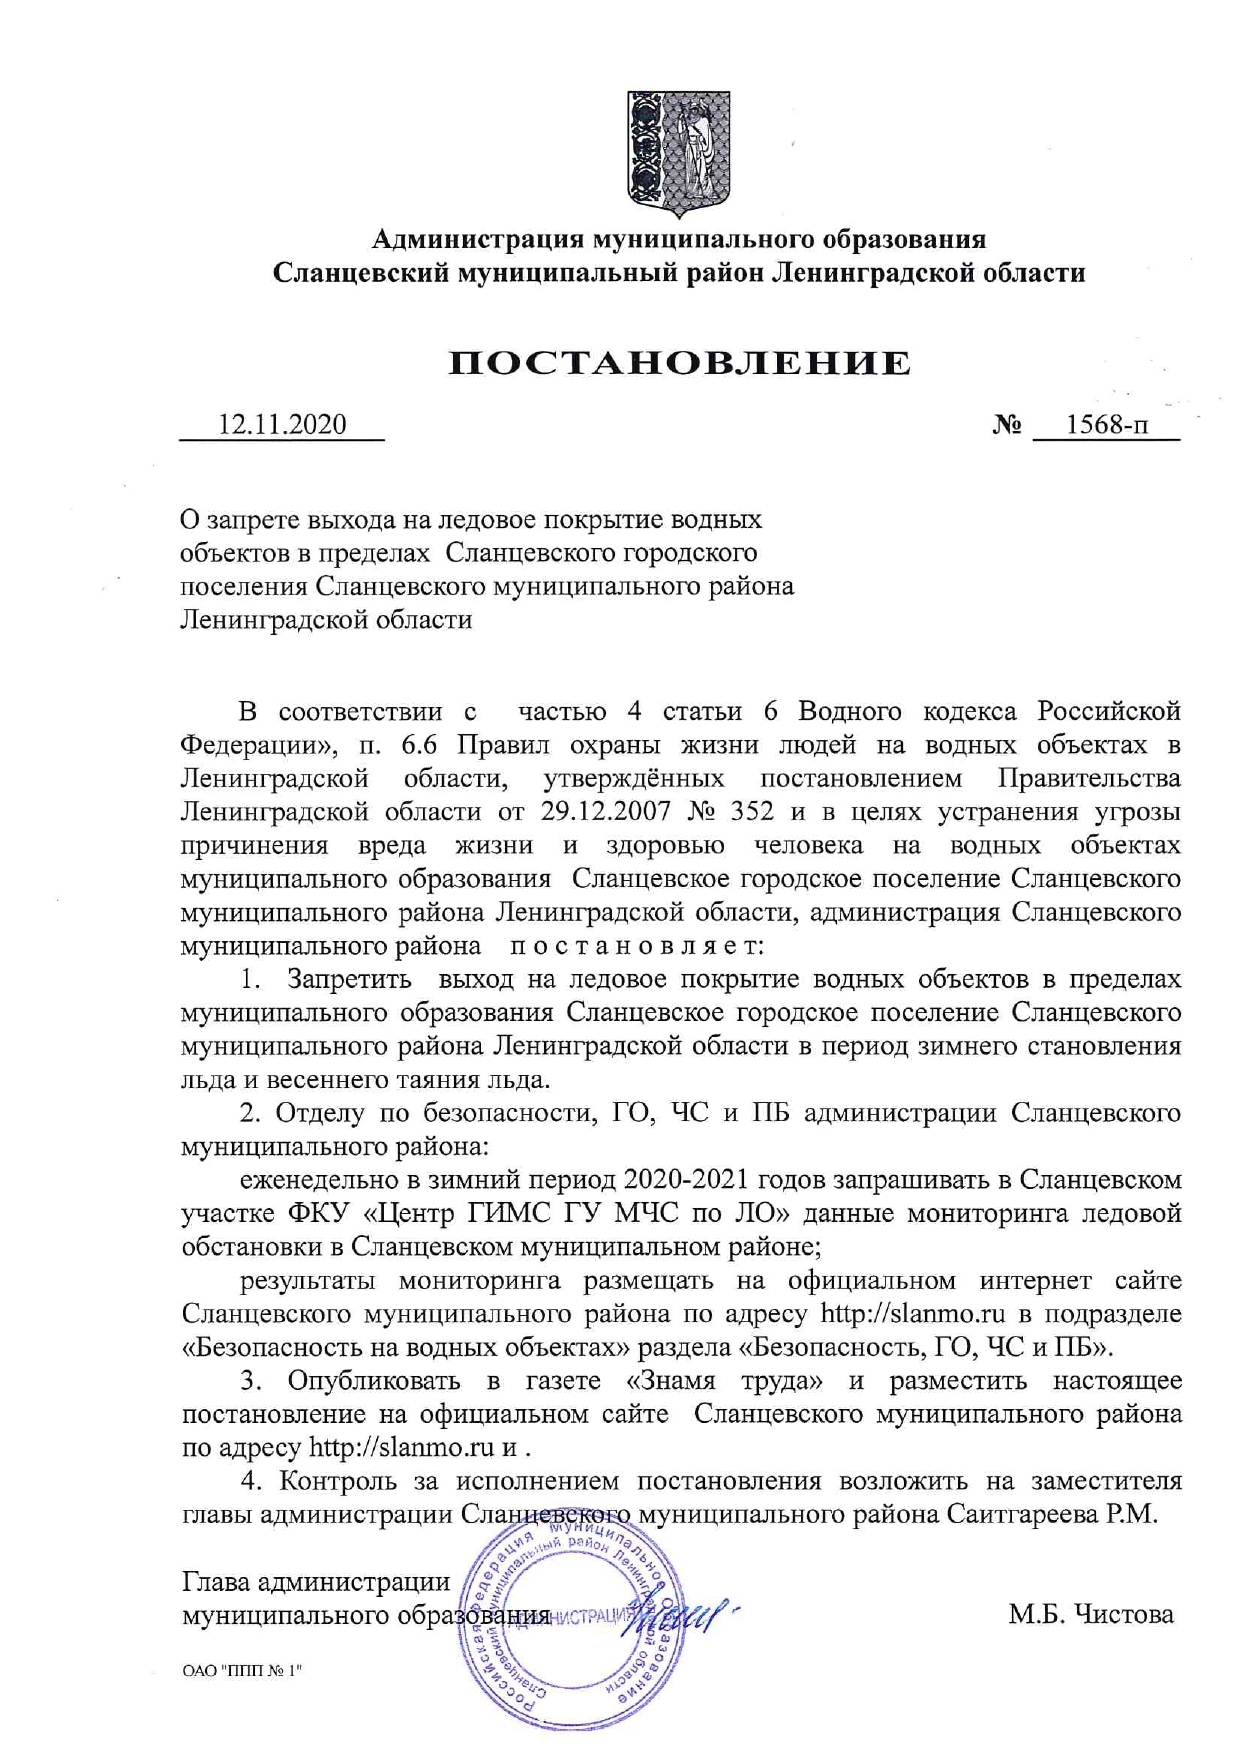 Администрация муниципального образования
Сланцевский муниципальный район Ленинградской области
ПОСТАНОВЛЕНИЕ
12.11.2020 № 1568-п
О запрете выхода на ледовое покрытие водных
объектов в пределах Сланцевского городского
поселения Сланцевского муниципального района
Ленинградской области
В соответствии с частью 4 статьи 6 Водного кодекса Российской
Федерации», п. 6.6 Правил охраны жизни людей на водных объектах в
Ленинградской области, утверждённых постановлением Правительства
Ленинградской области от 29.12.2007 № 352 и в целях устранения угрозы
причинения вреда жизни и здоровью человека на водных объектах
муниципального образования Сланцевское городское поселение Сланцевского
муниципального района Ленинградской области, администрация Сланцевского
муниципального района п о с т а н о в л я е т:
1. Запретить выход на ледовое покрытие водных объектов в пределах
муниципального образования Сланцевское городское поселение Сланцевского
муниципального района Ленинградской области в период зимнего становления
льда и весеннего таяния льда.
2. Отделу по безопасности, ГО, ЧС и ПБ администрации Сланцевского
муниципального района:
еженедельно в зимний период 2020-2021 годов запрашивать в Сланцевском
участке ФКУ «Центр ГИМС ГУ МЧС по ЛО» данные мониторинга ледовой
обстановки в Сланцевском муниципальном районе;
результаты мониторинга размещать на официальном интернет сайте
Сланцевского муниципального района по адресу http://slanmo.ru в подразделе
«Безопасность на водных объектах» раздела «Безопасность, ГО, ЧС и ПБ».
3. Опубликовать в газете «Знамя труда» и разместить настоящее
постановление на официальном сайте Сланцевского муниципального района
по адресу http://slanmo.ru и .
4. Контроль за исполнением постановления возложить на заместителя
главы администрации Сланцевского муниципального района Саитгареева Р.М.
Глава администрации
муниципального образования М.Б. Чистова
ОАО "ППП № 1"
Российская Федерация Муниципальное образование
Сланцевский муниципальный район Ленинградской области
АДМИНИСТРАЦИЯ